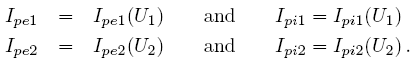 I_{pe1} = I_{pe1}(U_1) and I_{pi1} = I_{pi1}(U_1)
I_{pe2} = I_{pe2}(U_2) and I_{pi2} = I_{pi2}(U_2) .